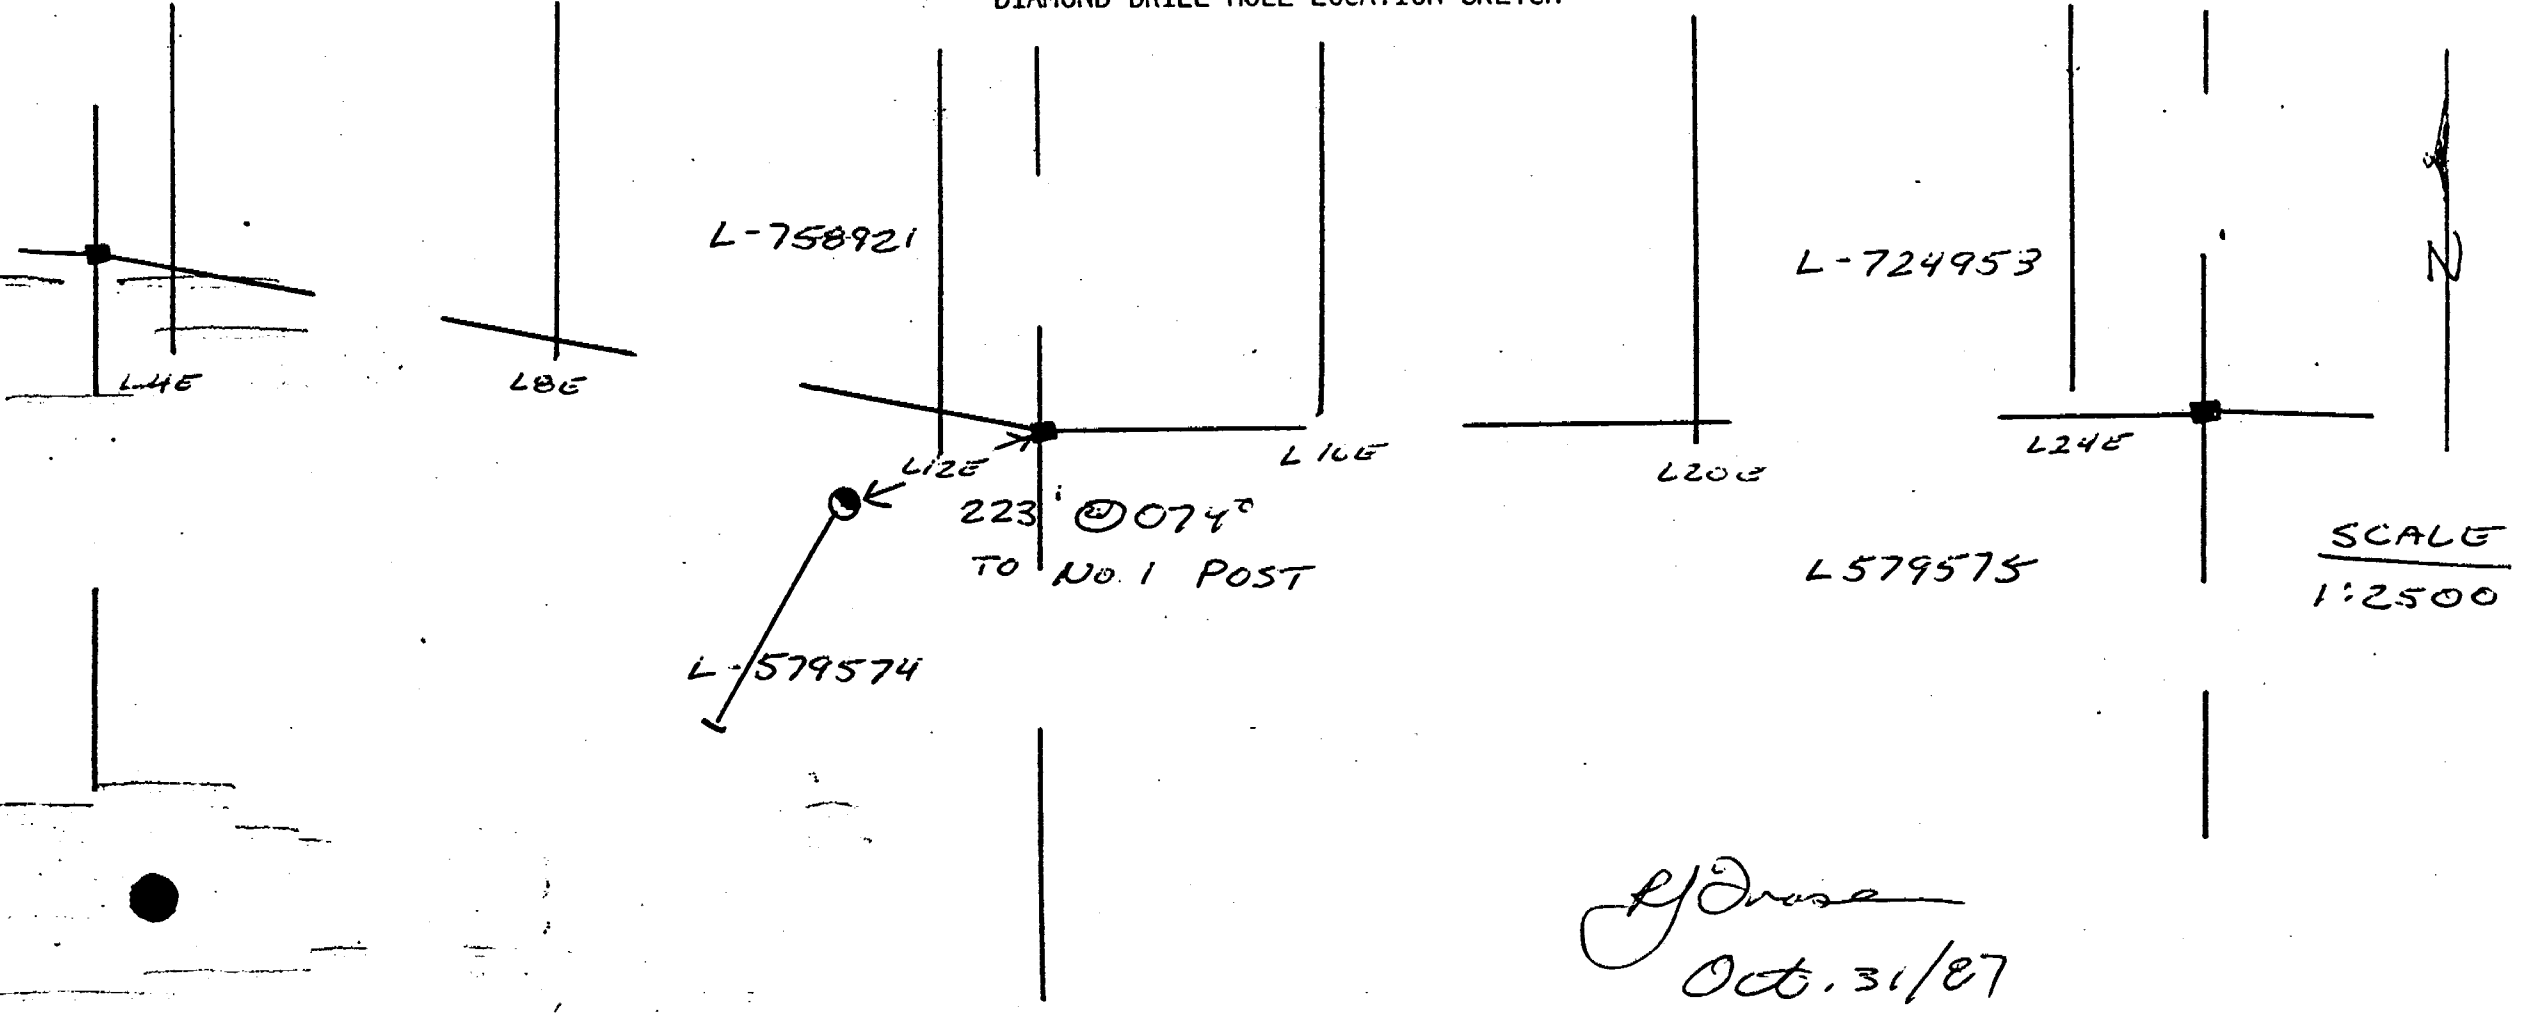 DIAMOND DRILL HOLE LOCATION SKETCH
L-758921
L-724953
N
L4E
L8E
L12E
L16E
L20E
L24E
223' @ 074°
TO No. 1 POST
SCALE
1:2500
L579575
L-579574
Oct. 31/87